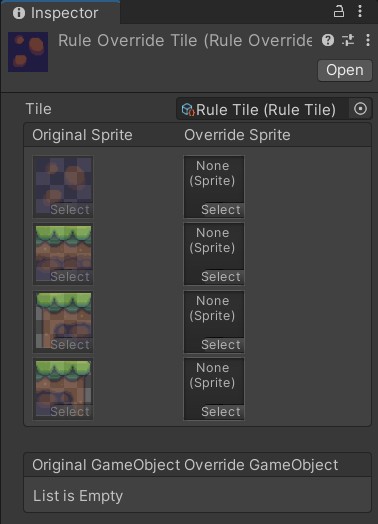 Inspector
Rule Override Tile (Rule Override
Open
Tile
Rule Tile (Rule Tile)
Original Sprite Override Sprite
None
(Sprite)
Select Select
None
(Sprite)
Select Select
None
(Sprite)
Select Select
None
(Sprite)
Select Select
Original GameObject Override GameObject
List is Empty